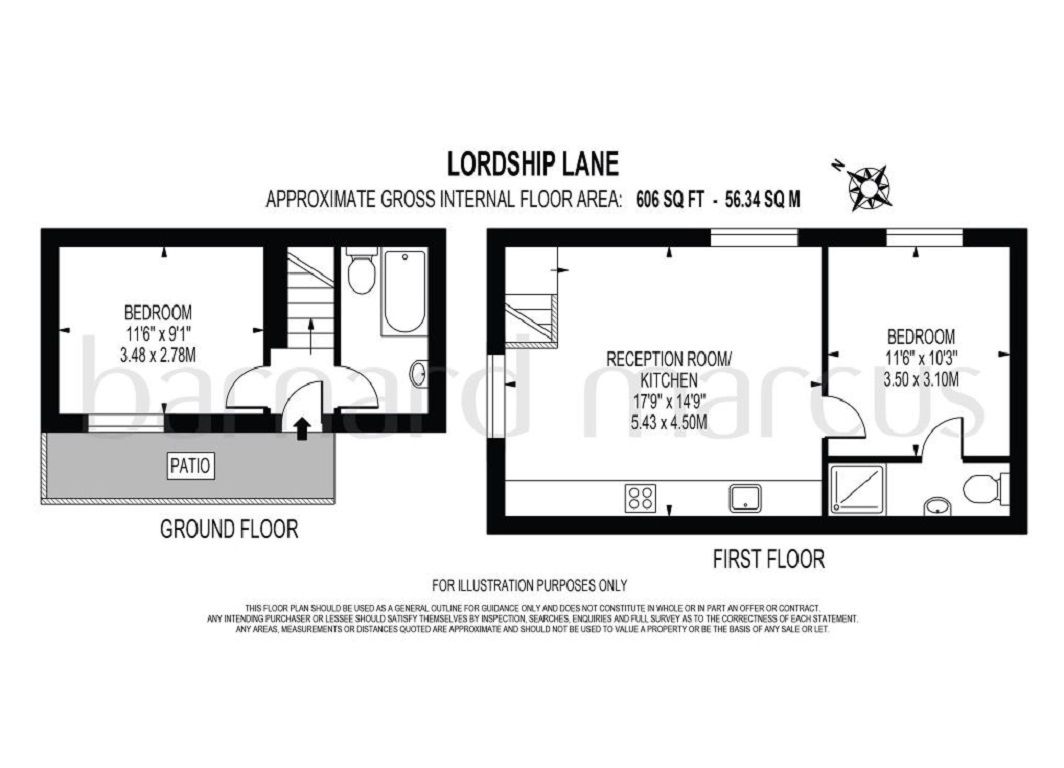 LORDSHIP LANE
APPROXIMATE GROSS INTERNAL FLOOR AREA: 606 SQ FT - 56.34 SQ M
N
BEDROOM
11'6" x 9'1"
3.48 x 2.78M
PATIO
GROUND FLOOR
RECEPTION ROOM/
KITCHEN
17'9" x 14'9"
5.43 x 4.50M
BEDROOM
11'6" x 10'3"
3.50 x 3.10M
FIRST FLOOR
barnard marcus
FOR ILLUSTRATION PURPOSES ONLY
THIS FLOOR PLAN SHOULD BE USED AS A GENERAL OUTLINE FOR GUIDANCE ONLY AND DOES NOT CONSTITUTE IN WHOLE OR IN PART AN OFFER OR CONTRACT.
ANY INTENDING PURCHASER OR LESSEE SHOULD SATISFY THEMSELVES BY INSPECTION, SEARCHES, ENQUIRIES AND FULL SURVEY AS TO THE CORRECTNESS OF EACH STATEMENT.
ANY AREAS, MEASUREMENTS OR DISTANCES QUOTED ARE APPROXIMATE AND SHOULD NOT BE USED TO VALUE A PROPERTY OR BE THE BASIS OF ANY SALE OR LET.